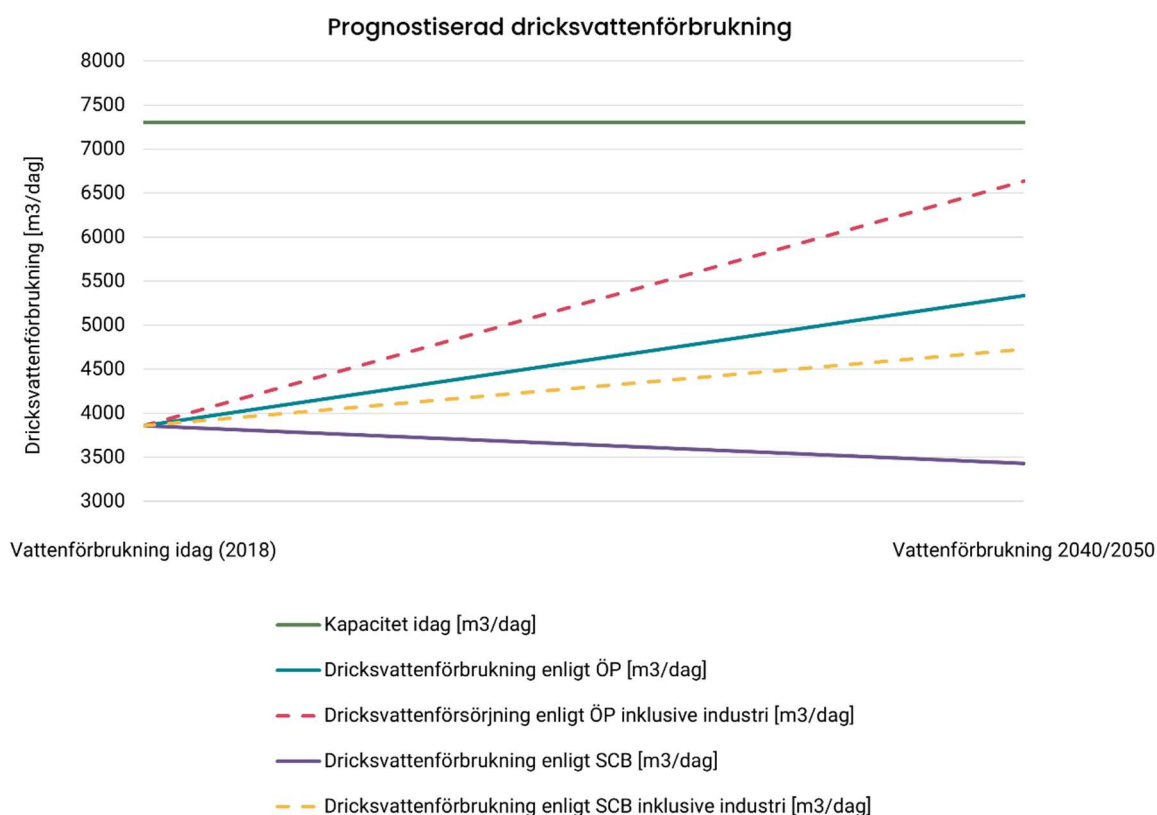 Prognostiserad dricksvattenförbrukning
8000
7500
7000
6500
6000
5500
5000
4500
4000
3500
3000
Dricksvattenförbrukning [m3/dag]
Vattenförbrukning idag (2018)
Vattenförbrukning 2040/2050
Kapacitet idag [m3/dag]
Dricksvattenförbrukning enligt ÖP [m3/dag]
Dricksvattenförsörjning enligt ÖP inklusive industri [m3/dag]
Dricksvattenförbrukning enligt SCB [m3/dag]
Dricksvattenförbrukning enligt SCB inklusive industri [m3/dag]